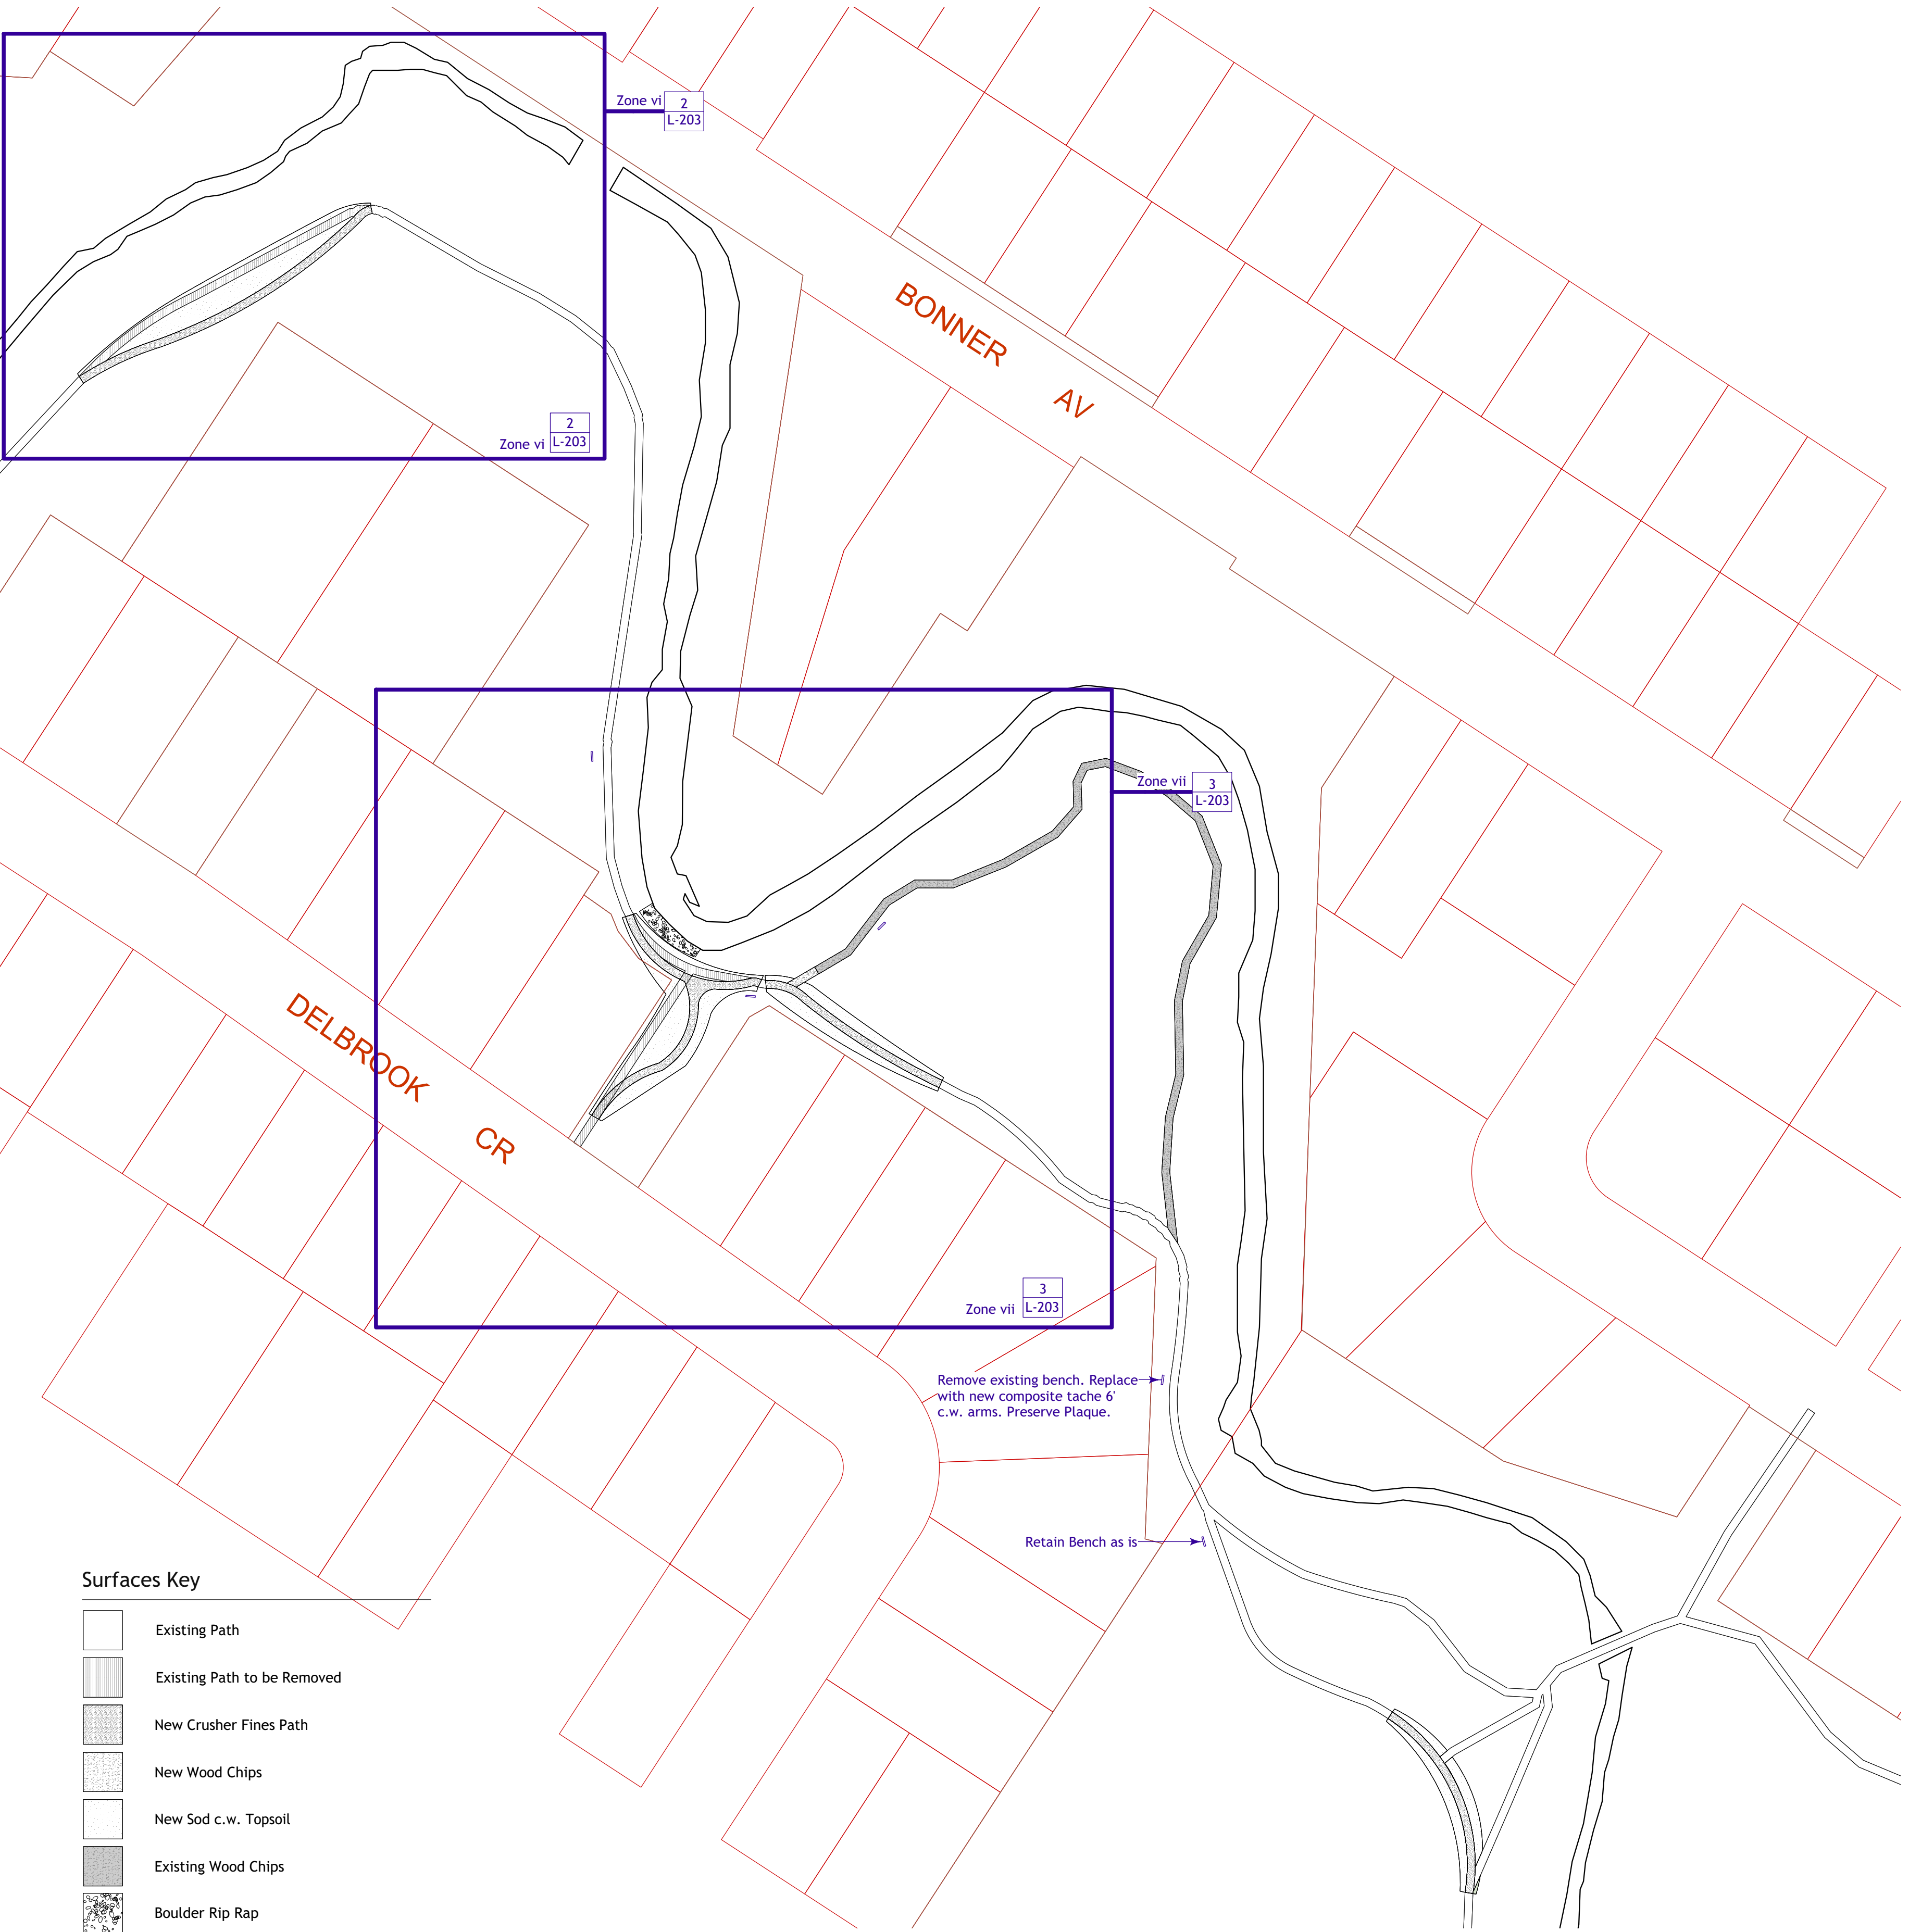 Zone vi
2
L-203
BONNER
AV
2
Zone vi
L-203
Zone vii
3
L-203
DELBROOK
CR
3
Zone vii
L-203
Remove existing bench. Replace
with new composite tache 6'
c.w. arms. Preserve Plaque.
Retain Bench as is
Surfaces Key
Existing Path
Existing Path to be Removed
New Crusher Fines Path
New Wood Chips
New Sod c.w. Topsoil
Existing Wood Chips
Boulder Rip Rap